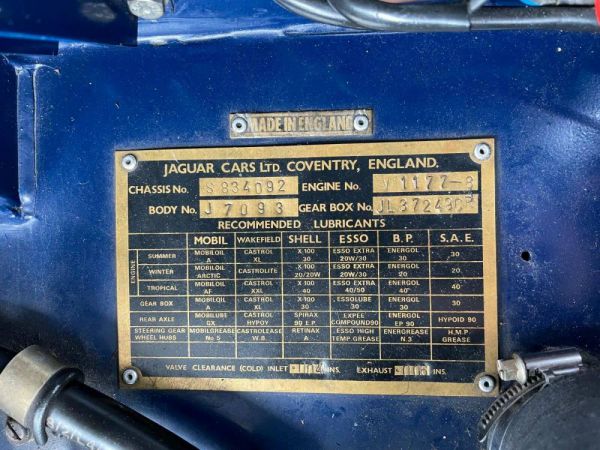 MADE IN ENGLAND
JAGUAR CARS LTD. COVENTRY, ENGLAND.
CHASSIS No. S 834092 ENGINE No. V1177-8
BODY No. J 7093 GEAR BOX No.
RECOMMENDED LUBRICANTS
MOBIL WAKEFIELD SHELL ESSO B.P. S.A.E.
ENGINE
SUMMER MOBILOIL A CASTROL XL X 100 30 ESSO EXTRA 20W/30 ENERGOL 30 30
WINTER MOBILOIL ARCTIC CASTROLITE X 100 20/20W ESSO EXTRA 20W/30 ENERGOL 20 20
TROPICAL MOBILOIL AF CASTROL XXL X 100 40 ESSO EXTRA 40/50 ENERGOL 40 40
GEAR BOX MOBILOIL A CASTROL XL X 100 30 ESSOLUBE 30 ENERGOL 30 30
REAR AXLE MOBILUBE GX CASTROL HYPOY SPIRAX 90 E.P. EXPEE COMPOUND 90 ENERGOL EP 90 HYPOID 90
STEERING GEAR WHEEL HUBS MOBILGREASE No 5 CASTROLEASE W.B. RETINAX A ESSO HIGH TEMP GREASE ENERGREASE N 3 H.M.P. GREASE
VALVE CLEARANCE (COLD) INLET INS. EXHAUST INS.